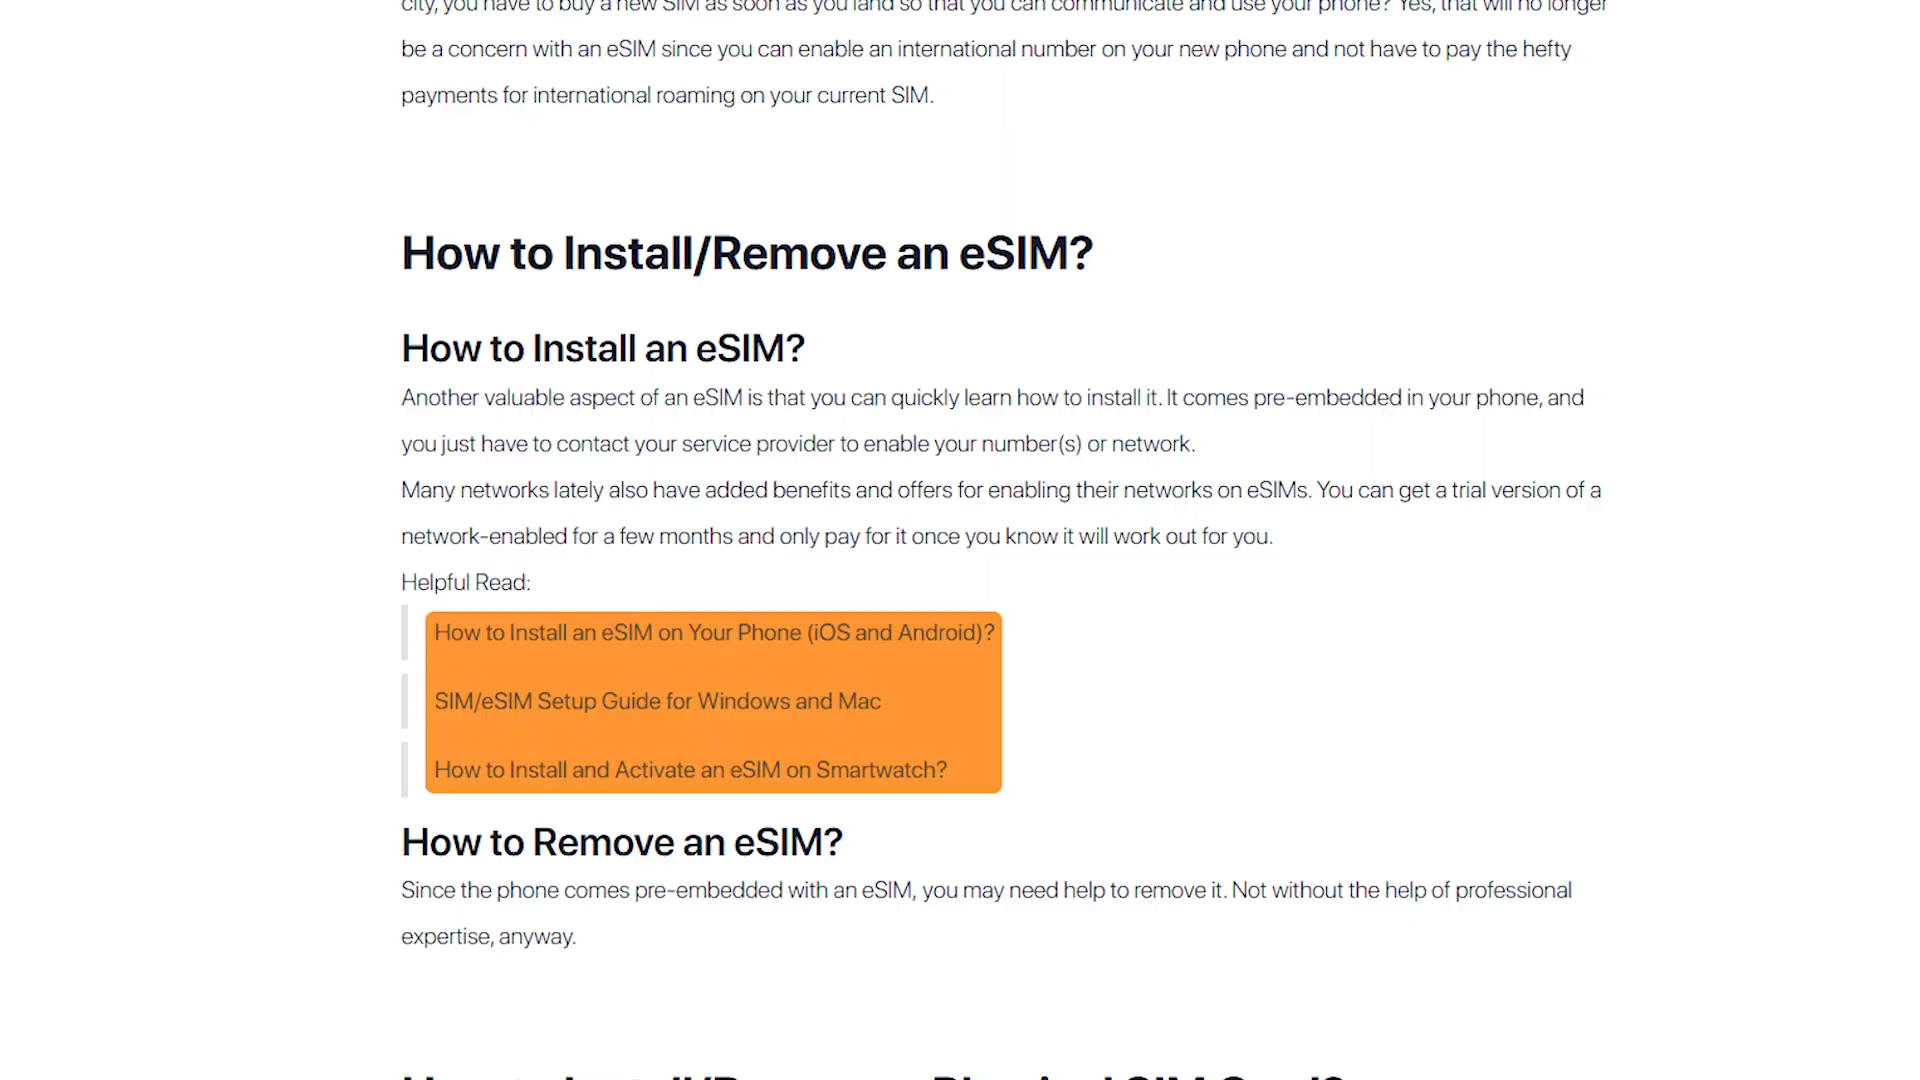 city, you have to buy a new SIM as soon as you land so that you can communicate and use your phone? Yes, that will no longer
be a concern with an eSIM since you can enable an international number on your new phone and not have to pay the hefty
payments for international roaming on your current SIM.
How to Install/Remove an eSIM?
How to Install an eSIM?
Another valuable aspect of an eSIM is that you can quickly learn how to install it. It comes pre-embedded in your phone, and
you just have to contact your service provider to enable your number(s) or network.
Many networks lately also have added benefits and offers for enabling their networks on eSIMs. You can get a trial version of a
network-enabled for a few months and only pay for it once you know it will work out for you.
Helpful Read:
How to Install an eSIM on Your Phone (iOS and Android)?
SIM/eSIM Setup Guide for Windows and Mac
How to Install and Activate an eSIM on Smartwatch?
How to Remove an eSIM?
Since the phone comes pre-embedded with an eSIM, you may need help to remove it. Not without the help of professional
expertise, anyway.